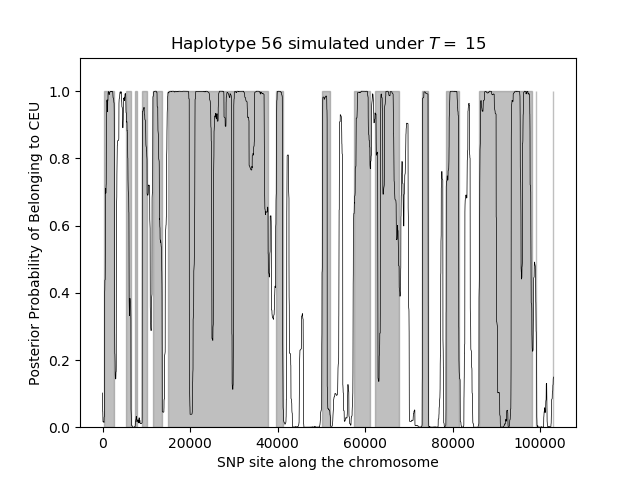 Haplotype 56 simulated under T = 15
Posterior Probability of Belonging to CEU
1.0
0.8
0.6
0.4
0.2
0.0
0 20000 40000 60000 80000 100000
SNP site along the chromosome